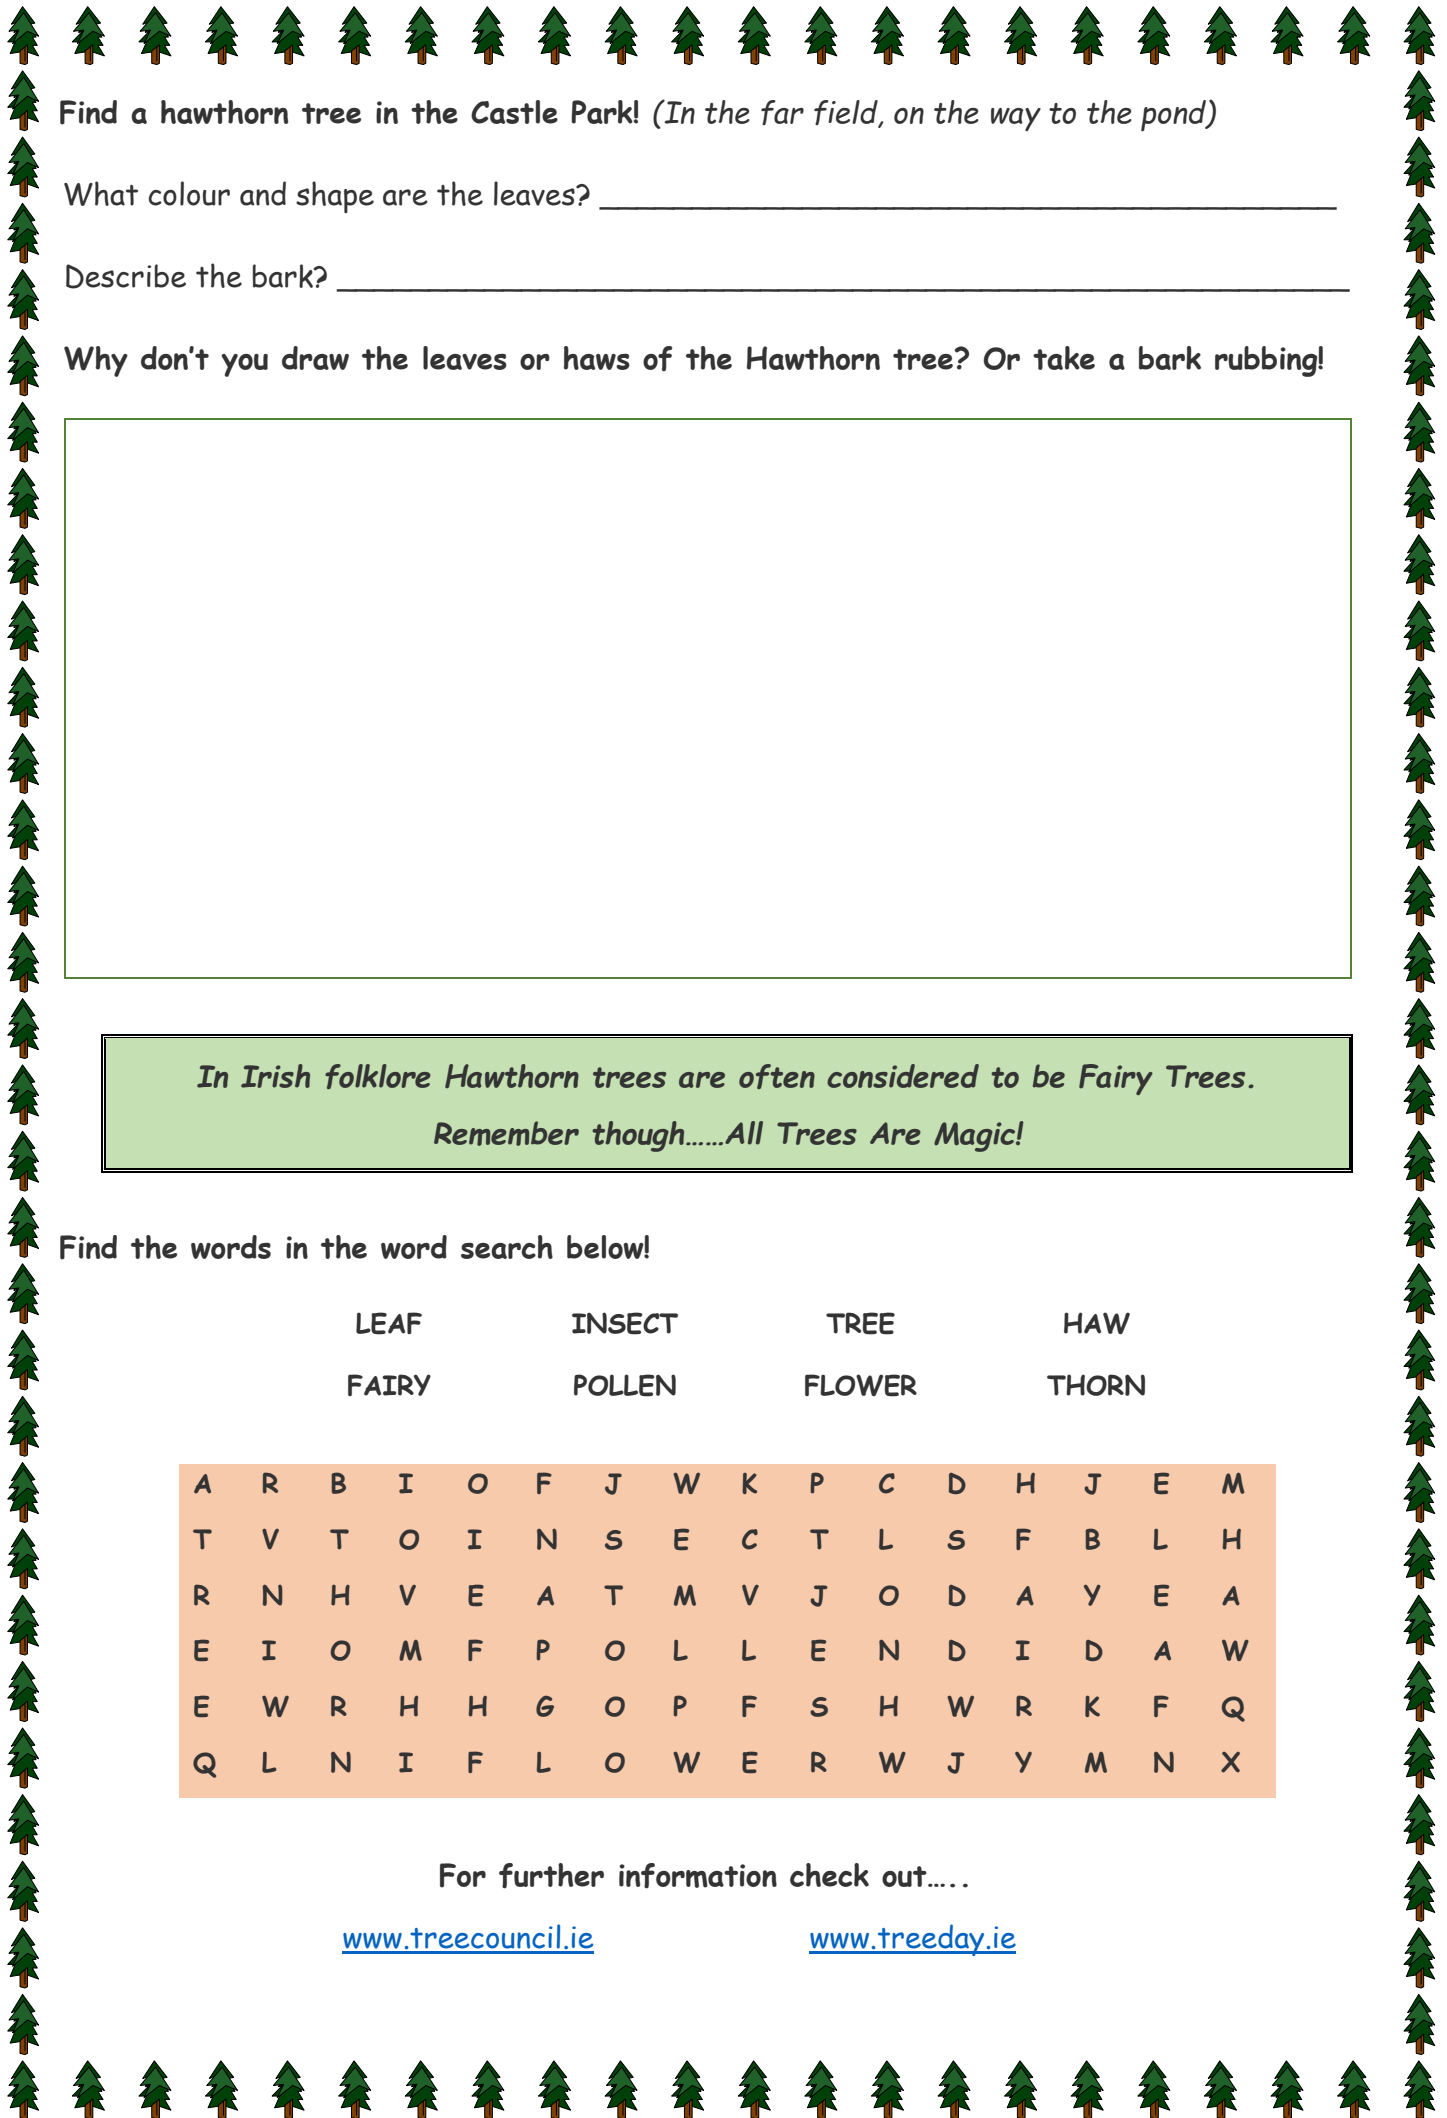 Find a hawthorn tree in the Castle Park! (In the far field, on the way to the pond)
What colour and shape are the leaves? ________________________________________
Describe the bark? _______________________________________________________
Why don't you draw the leaves or haws of the Hawthorn tree? Or take a bark rubbing!
In Irish folklore Hawthorn trees are often considered to be Fairy Trees.
Remember though……All Trees Are Magic!
Find the words in the word search below!
LEAF INSECT TREE HAW
FAIRY POLLEN FLOWER THORN
A R B I O F J W K P C D H J E M
T V T O I N S E C T L S F B L H
R N H V E A T M V J O D A Y E A
E I O M F P O L L E N D I D A W
E W R H H G O P F S H W R K F Q
Q L N I F L O W E R W J Y M N X
For further information check out…..
www.treecouncil.ie www.treeday.ie